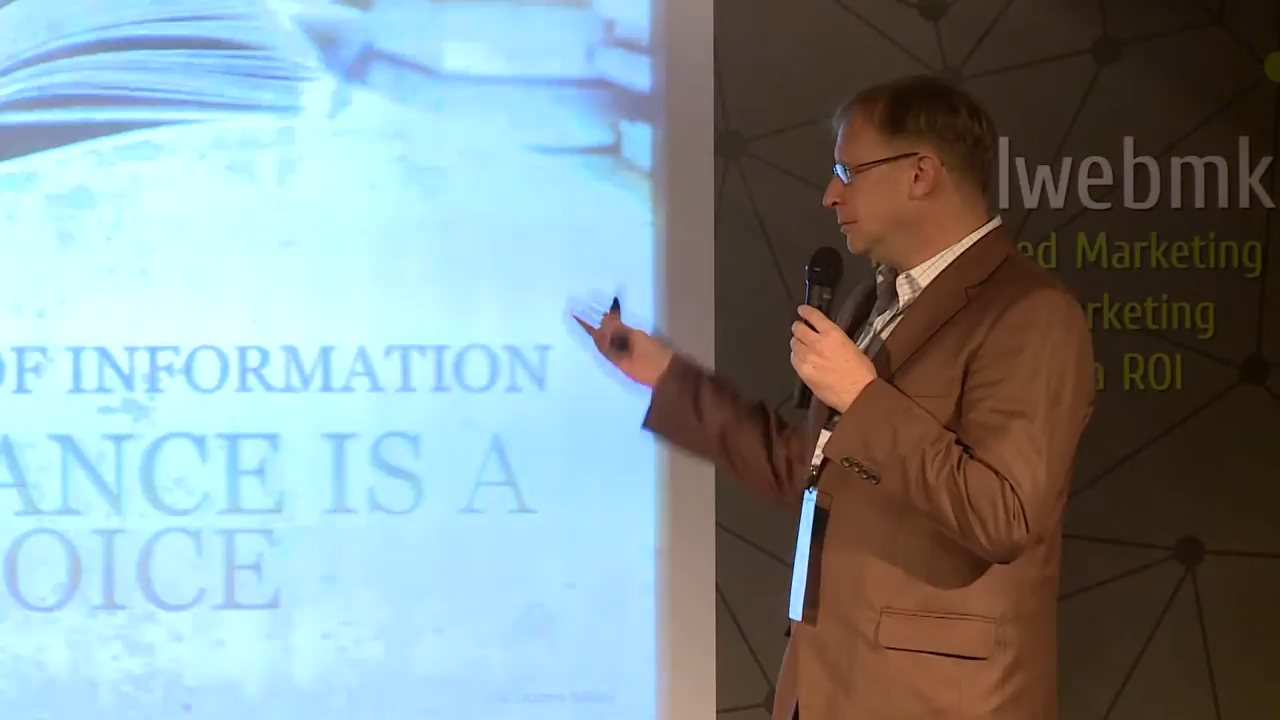 OF INFORMATION
ANCE IS A
OICE
lwebmk
ed Marketing
rketing
a ROI